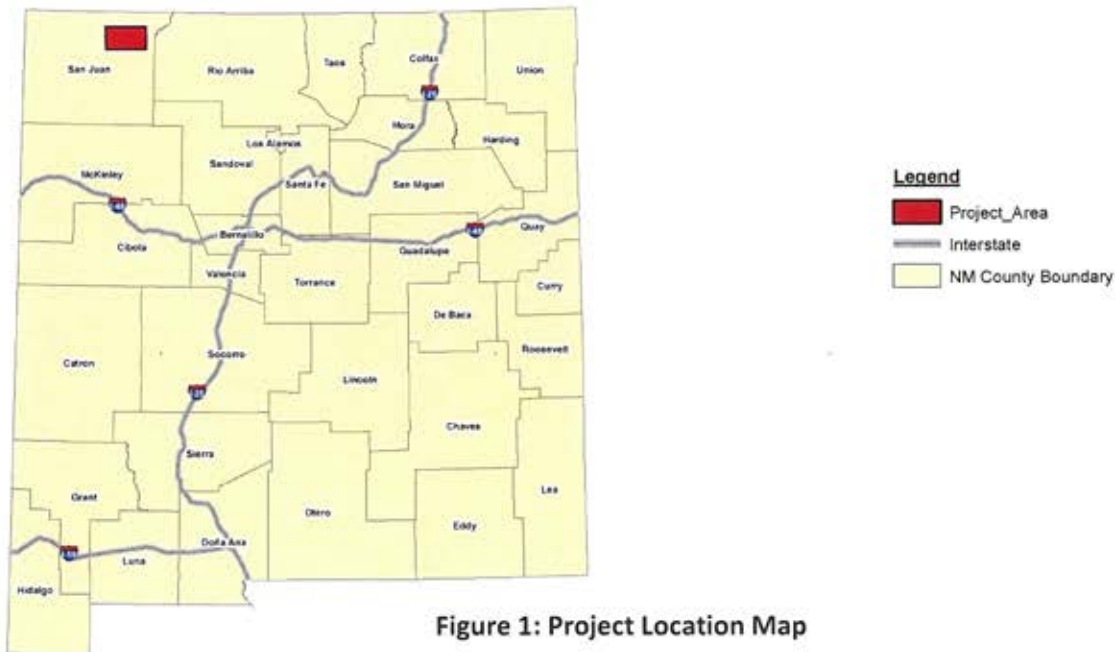 San Juan
Rio Arriba
Taos
Colfax
Union
Mora
Harding
Los Alamos
Sandoval
McKinley
Santa Fe
San Miguel
Quay
Bernalillo
Cibola
Guadalupe
Valencia
Torrance
Curry
De Baca
Roosevelt
Socorro
Catron
Lincoln
Chaves
Sierra
Lea
Grant
Otero
Eddy
Doña Ana
Luna
Hidalgo
Legend
Project_Area
Interstate
NM County Boundary
Figure 1: Project Location Map